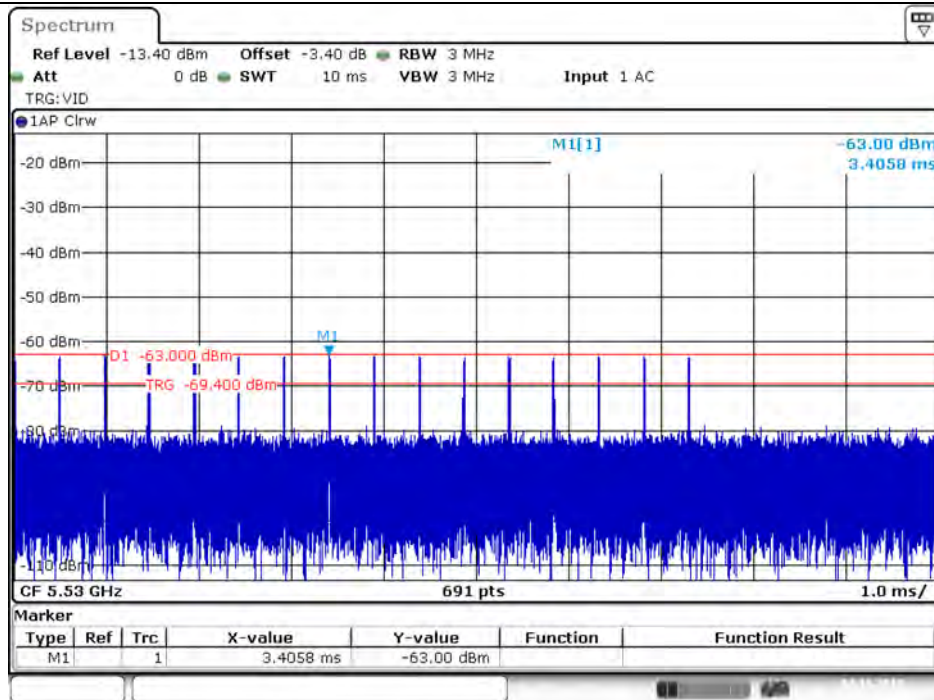 Spectrum
Ref Level -13.40 dBm Offset -3.40 dB RBW 3 MHz
Att 0 dB SWT 10 ms VBW 3 MHz Input 1 AC
TRG:VID
1AP Clrw
M1[1] -63.00 dBm
3.4058 ms
-20 dBm
-30 dBm
-40 dBm
-50 dBm
-60 dBm
M1
D1 -63.000 dBm
TRG -69.400 dBm
-70 dBm
-80 dBm
-110 dBm
CF 5.53 GHz 691 pts 1.0 ms/
Marker
Type Ref Trc X-value Y-value Function Function Result
M1 1 3.4058 ms -63.00 dBm